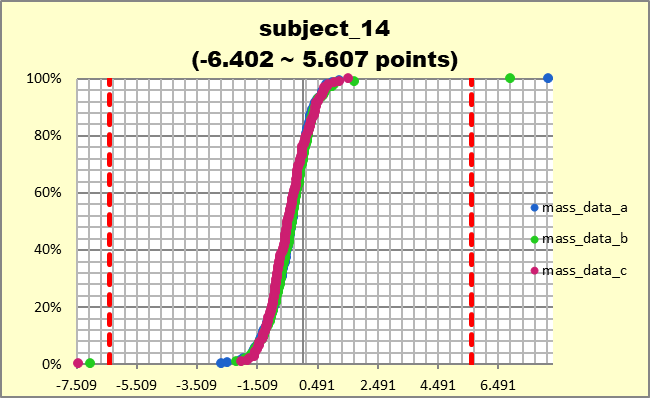 subject_14
(-6.402 ~ 5.607 points)
100%
80%
60%
40%
20%
0%
-7.509 -5.509 -3.509 -1.509 0.491 2.491 4.491 6.491
mass_data_a
mass_data_b
mass_data_c